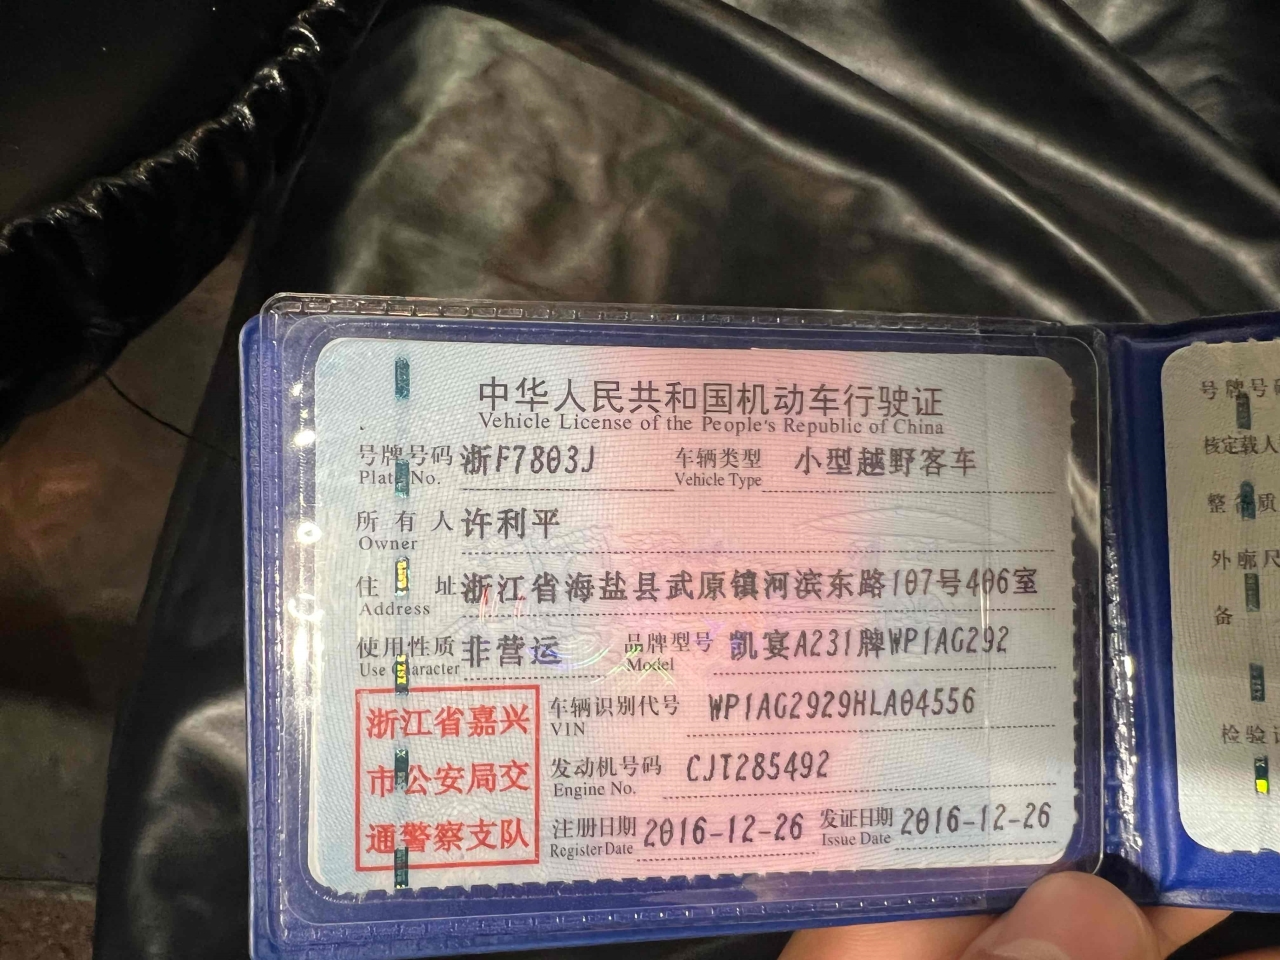 中华人民共和国机动车行驶证
Vehicle License of the People's Republic of China
号牌号码 浙F7803J 车辆类型 小型越野客车
Plate No. Vehicle Type
所有人 许利平
Owner
住址 浙江省海盐县武原镇河滨东路107号406室
Address
使用性质 非营运 品牌型号 凯宴A231牌WP1AG292
Use Character Model
浙江省嘉兴
市公安局交
通警察支队
车辆识别代号 WP1AG2929HLA04556
VIN
发动机号码 CJT285492
Engine No.
注册日期 2016-12-26 发证日期 2016-12-26
Register Date Issue Date
号牌号
核定载人
整备质
外廓尺
备
检验